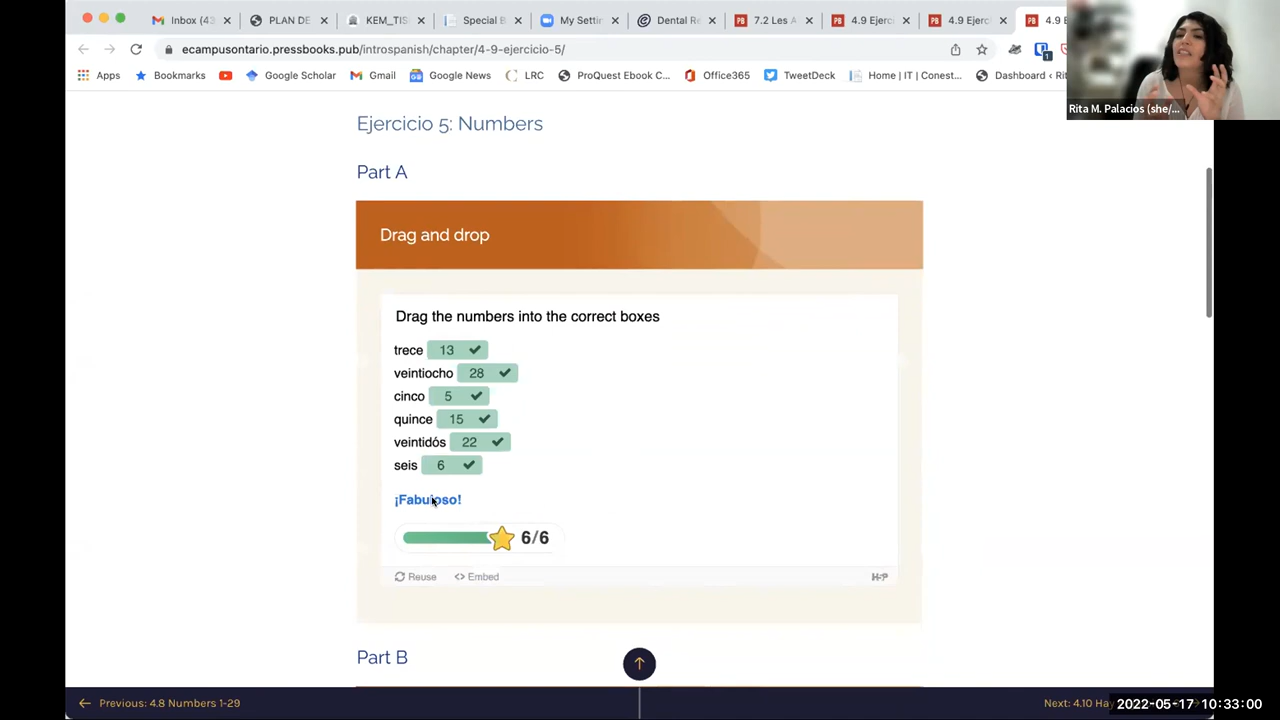 Inbox (43
PLAN DE
KEM_TIS
Special B
My Settin
Dental Re
7.2 Les A
4.9 Ejerc
4.9 Ejerc
4.9 E
ecampusontario.pressbooks.pub/introspanish/chapter/4-9-ejercicio-5/
Apps
Bookmarks
Google Scholar
Gmail
Google News
LRC
ProQuest Ebook C...
Office365
TweetDeck
Home | IT | Conest...
Dashboard ‹ Rit
Rita M. Palacios (she/...
Ejercicio 5: Numbers
Part A
Drag and drop
Drag the numbers into the correct boxes
trece 13
veintiocho 28
cinco 5
quince 15
veintidós 22
seis 6
¡Fabuloso!
6/6
Reuse
Embed
H-P
Part B
Previous: 4.8 Numbers 1-29
Next: 4.10 Hay
2022-05-17 10:33:00